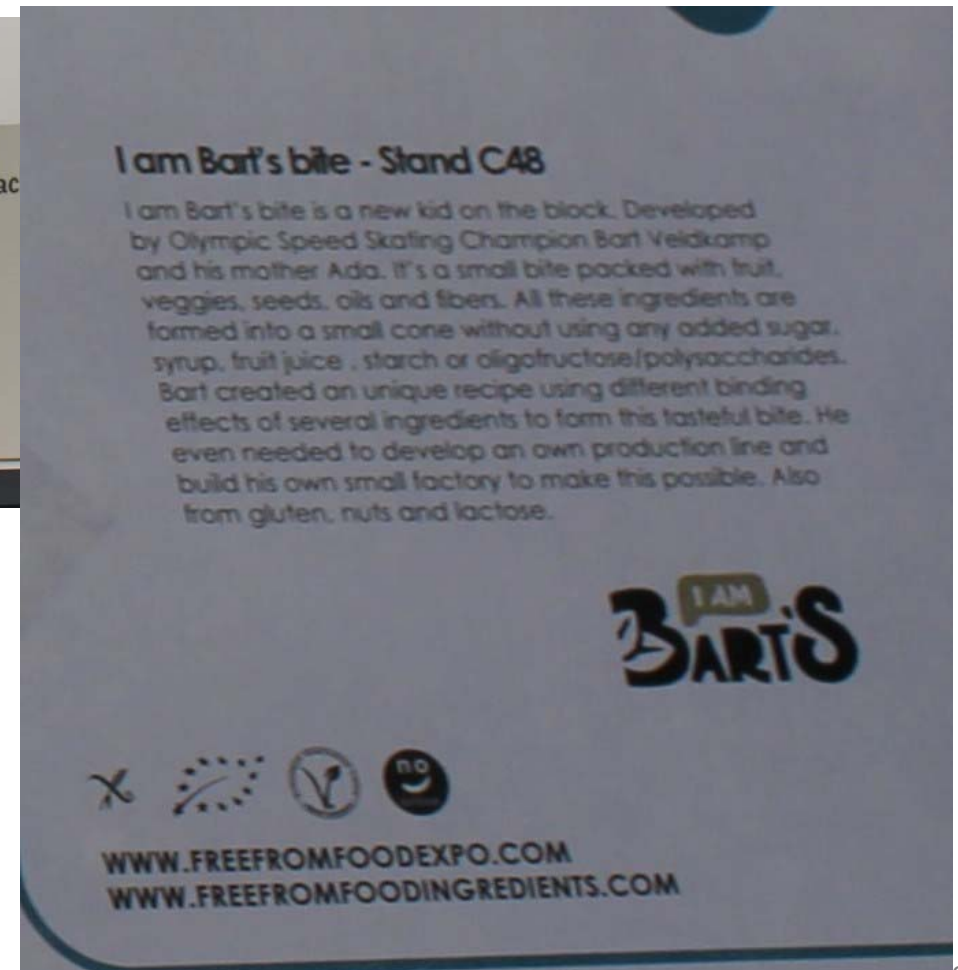 ac
I am Bart's bite - Stand C48
I am Bart's bite is a new kid on the block. Developed
by Olympic Speed Skating Champion Bart Veldkamp
and his mother Ada. It's a small bite packed with fruit,
veggies, seeds, oils and fibers. All these ingredients are
formed into a small cone without using any added sugar,
syrup, fruit juice , starch or oligofructose/polysaccharides.
Bart created an unique recipe using different binding
effects of several ingredients to form this tasteful bite. He
even needed to develop an own production line and
build his own small factory to make this possible. Also
from gluten, nuts and lactose.
I AM
BART'S
no
WWW.FREEFROMFOODEXPO.COM
WWW.FREEFROMFOODINGREDIENTS.COM